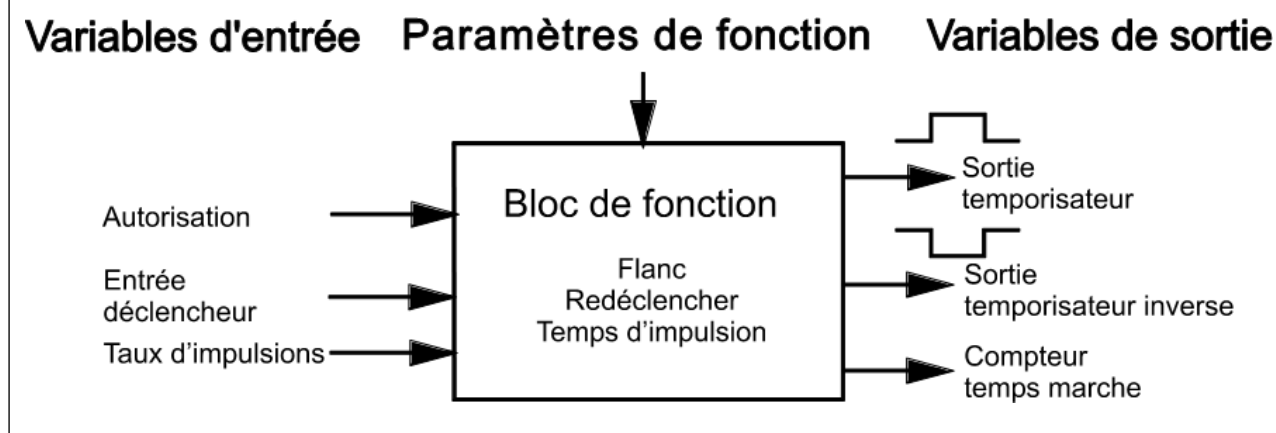 Variables d'entrée
Paramètres de fonction
Variables de sortie
Autorisation
Entrée
déclencheur
Taux d’impulsions
Bloc de fonction
Flanc
Redéclencher
Temps d’impulsion
Sortie
temporisateur
Sortie
temporisateur inverse
Compteur
temps marche